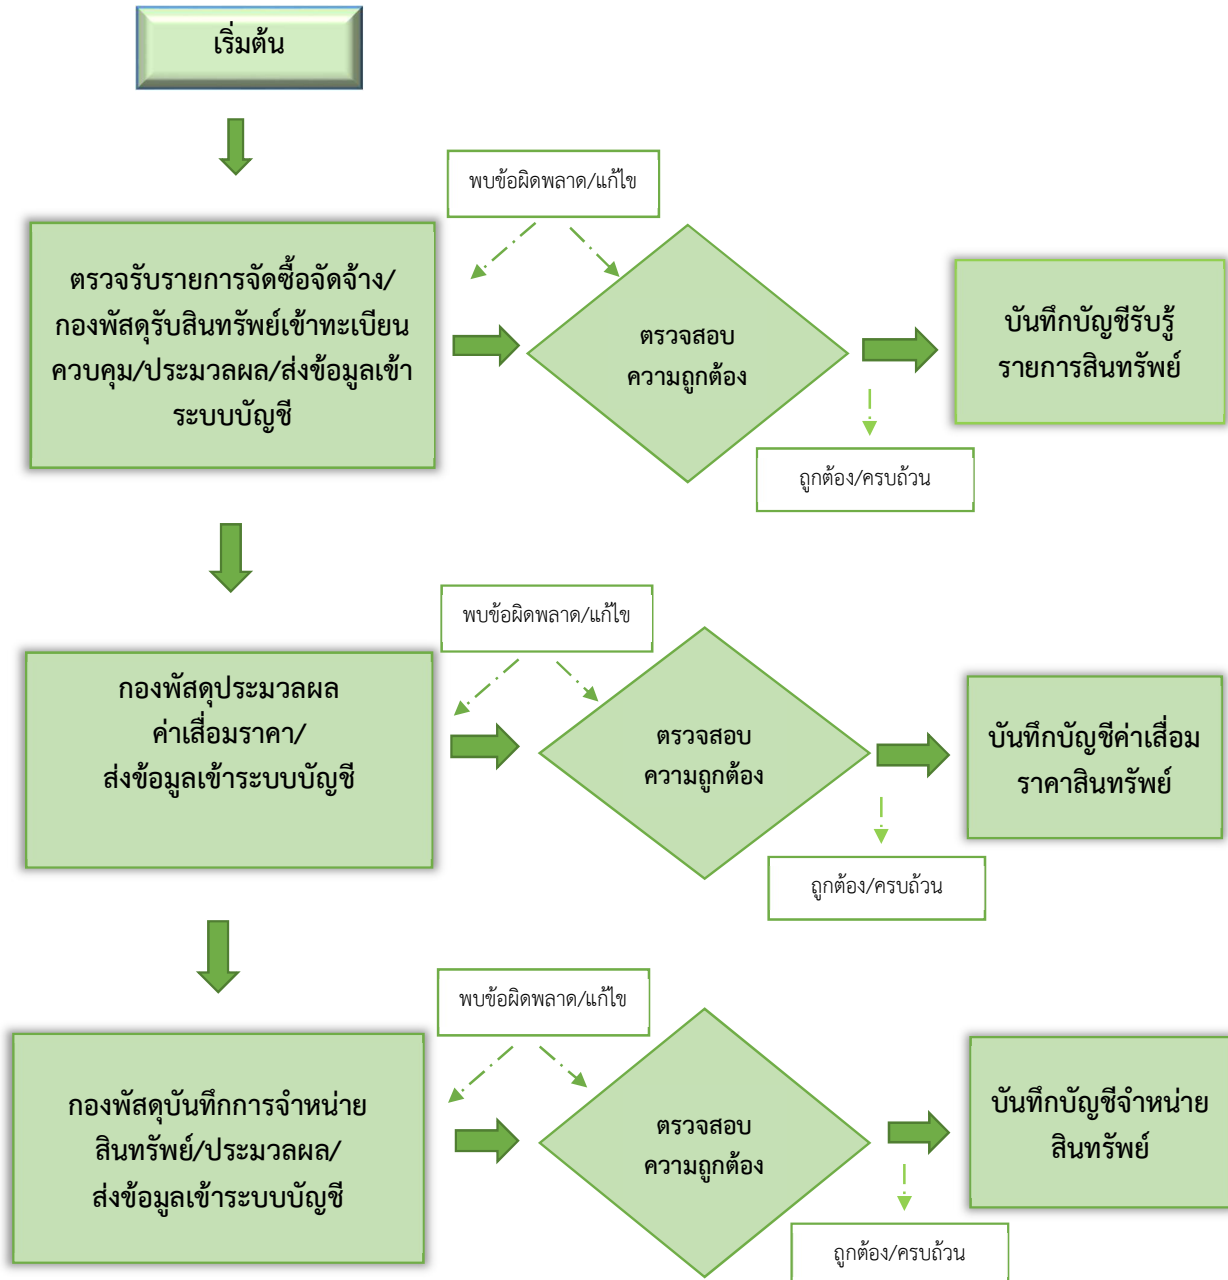 เริ่มต้น
พบข้อผิดพลาด/แก้ไข
ตรวจรับรายการจัดซื้อจัดจ้าง/
กองพัสดุรับสินทรัพย์เข้าทะเบียน
ควบคุม/ประมวลผล/ส่งข้อมูลเข้า
ระบบบัญชี
ตรวจสอบ
ความถูกต้อง
บันทึกบัญชีรับรู้
รายการสินทรัพย์
ถูกต้อง/ครบถ้วน
พบข้อผิดพลาด/แก้ไข
กองพัสดุประมวลผล
ค่าเสื่อมราคา/
ส่งข้อมูลเข้าระบบบัญชี
ตรวจสอบ
ความถูกต้อง
บันทึกบัญชีค่าเสื่อม
ราคาสินทรัพย์
ถูกต้อง/ครบถ้วน
พบข้อผิดพลาด/แก้ไข
กองพัสดุบันทึกการจำหน่าย
สินทรัพย์/ประมวลผล/
ส่งข้อมูลเข้าระบบบัญชี
ตรวจสอบ
ความถูกต้อง
บันทึกบัญชีจำหน่าย
สินทรัพย์
ถูกต้อง/ครบถ้วน